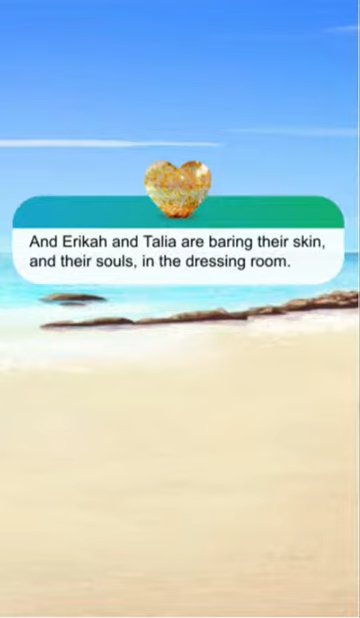 And Erikah and Talia are baring their skin,
and their souls, in the dressing room.